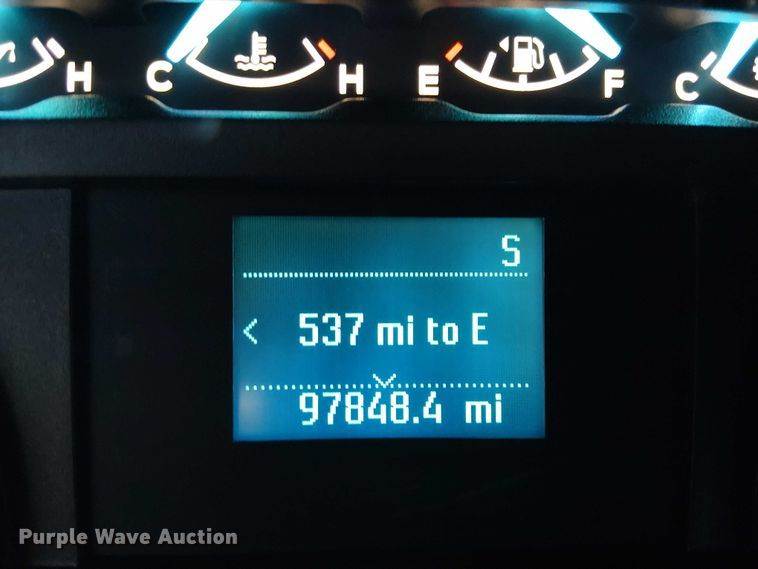 H C H E F C
S
< 537 mi to E
97848.4 mi
Purple Wave Auction